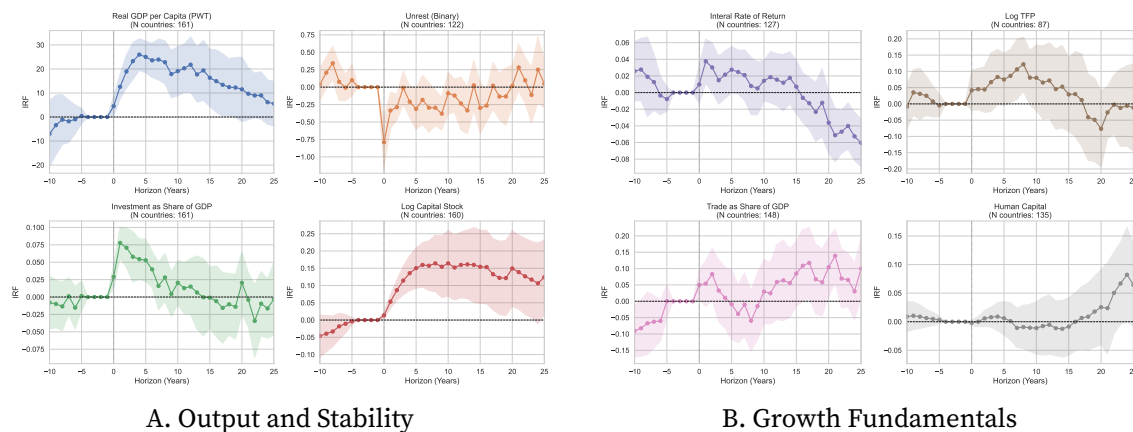 Real GDP per Capita (PWT)
(N countries: 161)
30
20
10
0
−10
−20
IRF
−10 −5 0 5 10 15 20 25
Horizon (Years)
Unrest (Binary)
(N countries: 122)
0.75
0.50
0.25
0.00
−0.25
−0.50
−0.75
−1.00
IRF
−10 −5 0 5 10 15 20 25
Horizon (Years)
Interal Rate of Return
(N countries: 127)
0.06
0.04
0.02
0.00
−0.02
−0.04
−0.06
−0.08
IRF
−10 −5 0 5 10 15 20 25
Horizon (Years)
Log TFP
(N countries: 87)
0.20
0.15
0.10
0.05
0.00
−0.05
−0.10
−0.15
−0.20
IRF
−10 −5 0 5 10 15 20 25
Horizon (Years)
Investment as Share of GDP
(N countries: 161)
0.100
0.075
0.050
0.025
0.000
−0.025
−0.050
−0.075
IRF
−10 −5 0 5 10 15 20 25
Horizon (Years)
Log Capital Stock
(N countries: 160)
0.25
0.20
0.15
0.10
0.05
0.00
−0.05
−0.10
IRF
−10 −5 0 5 10 15 20 25
Horizon (Years)
Trade as Share of GDP
(N countries: 148)
0.20
0.15
0.10
0.05
0.00
−0.05
−0.10
−0.15
IRF
−10 −5 0 5 10 15 20 25
Horizon (Years)
Human Capital
(N countries: 135)
0.15
0.10
0.05
0.00
−0.05
IRF
−10 −5 0 5 10 15 20 25
Horizon (Years)
A. Output and Stability
B. Growth Fundamentals